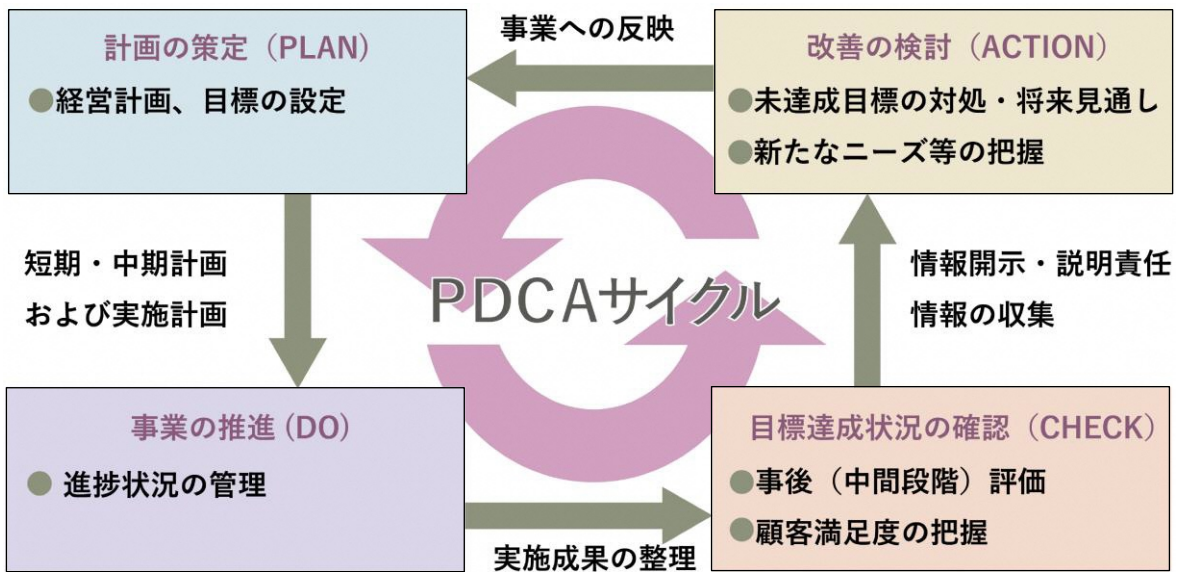 計画の策定（PLAN）
●経営計画、目標の設定
事業への反映
改善の検討（ACTION）
●未達成目標の対処・将来見通し
●新たなニーズ等の把握
短期・中期計画
および実施計画
PDCAサイクル
情報開示・説明責任
情報の収集
事業の推進(DO)
● 進捗状況の管理
実施成果の整理
目標達成状況の確認（CHECK）
●事後（中間段階）評価
●顧客満足度の把握